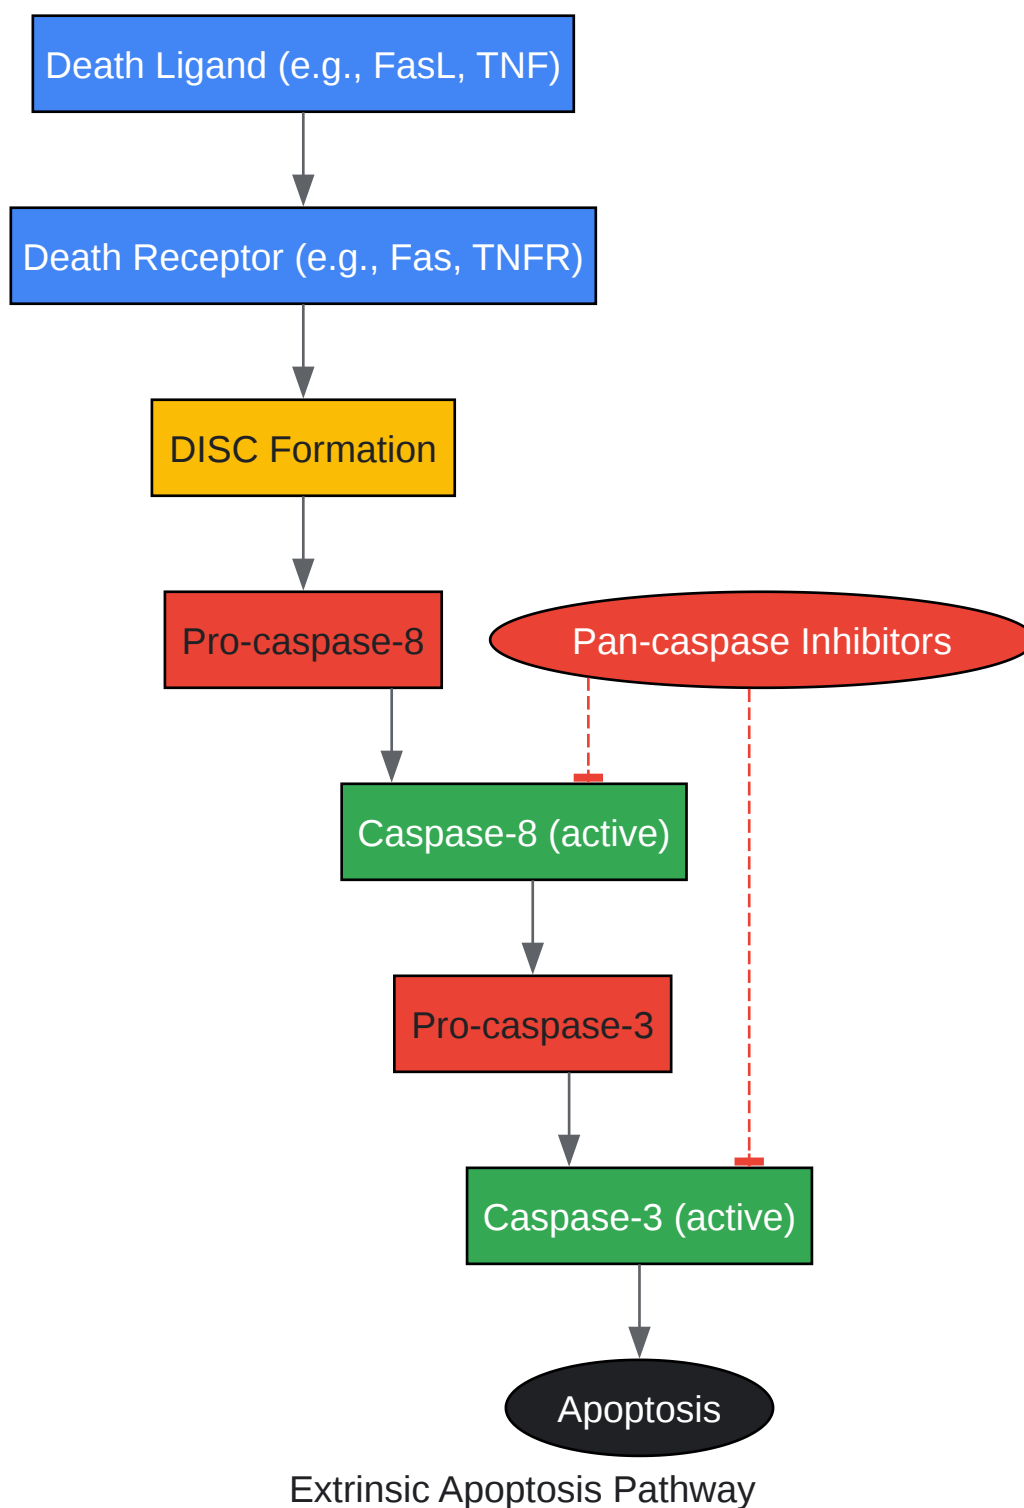 Death Ligand (e.g., FasL, TNF)
Death Receptor (e.g., Fas, TNFR)
DISC Formation
Pro-caspase-8
Pan-caspase Inhibitors
Caspase-8 (active)
Pro-caspase-3
Caspase-3 (active)
Apoptosis
Extrinsic Apoptosis Pathway